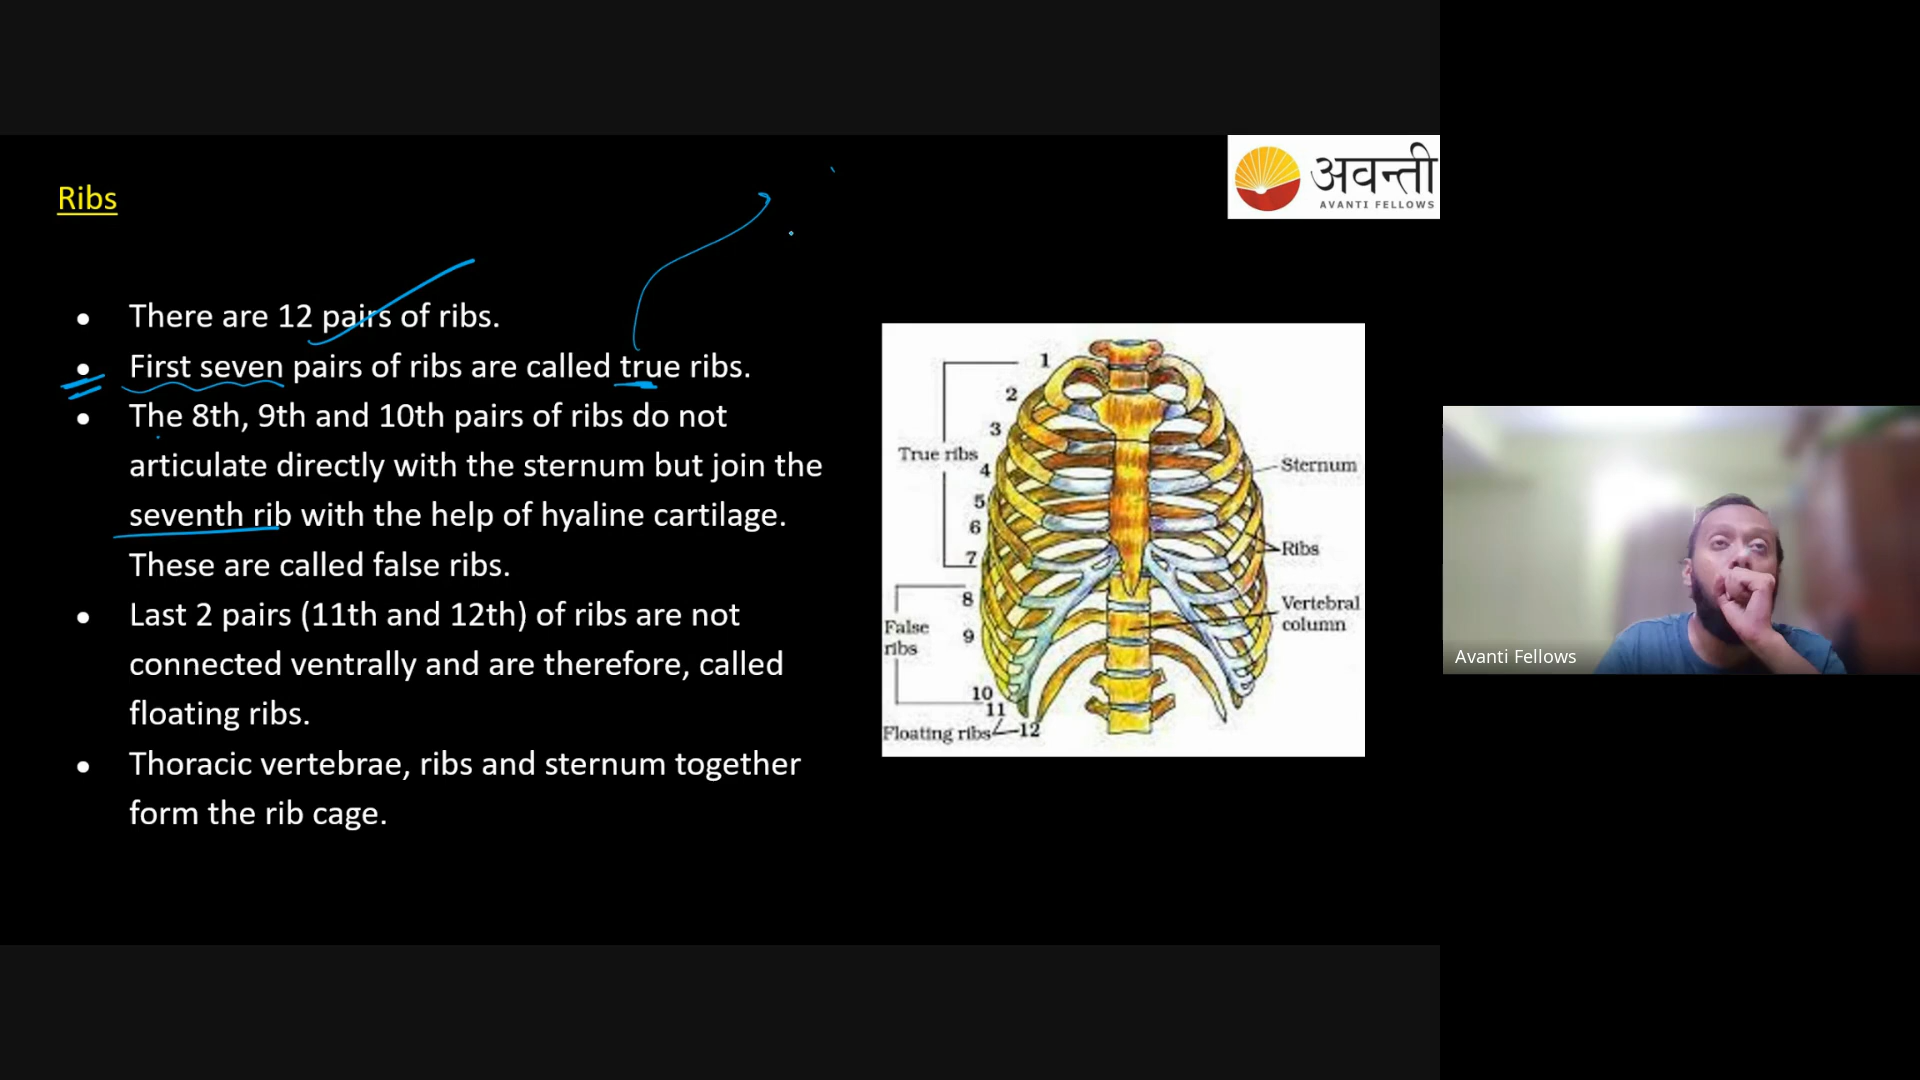 अवन्ती
AVANTI FELLOWS
Ribs
There are 12 pairs of ribs.
First seven pairs of ribs are called true ribs.
The 8th, 9th and 10th pairs of ribs do not
articulate directly with the sternum but join the
seventh rib with the help of hyaline cartilage.
These are called false ribs.
Last 2 pairs (11th and 12th) of ribs are not
connected ventrally and are therefore, called
floating ribs.
Thoracic vertebrae, ribs and sternum together
form the rib cage.
1
2
3
True ribs
4
Sternum
5
6
7
Ribs
8
False
ribs
9
Vertebral
column
10
11
Floating ribs
12
Avanti Fellows